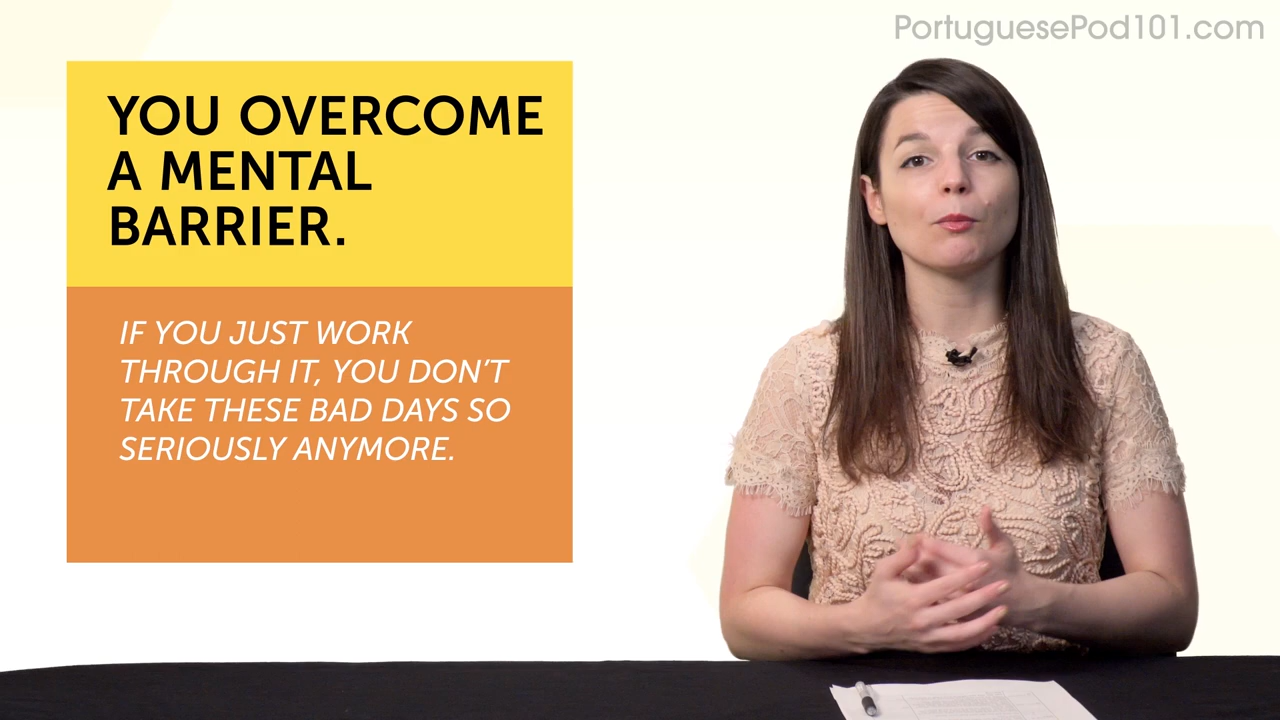 PortuguesePod101.com
YOU OVERCOME
A MENTAL
BARRIER.
IF YOU JUST WORK
THROUGH IT, YOU DON'T
TAKE THESE BAD DAYS SO
SERIOUSLY ANYMORE.